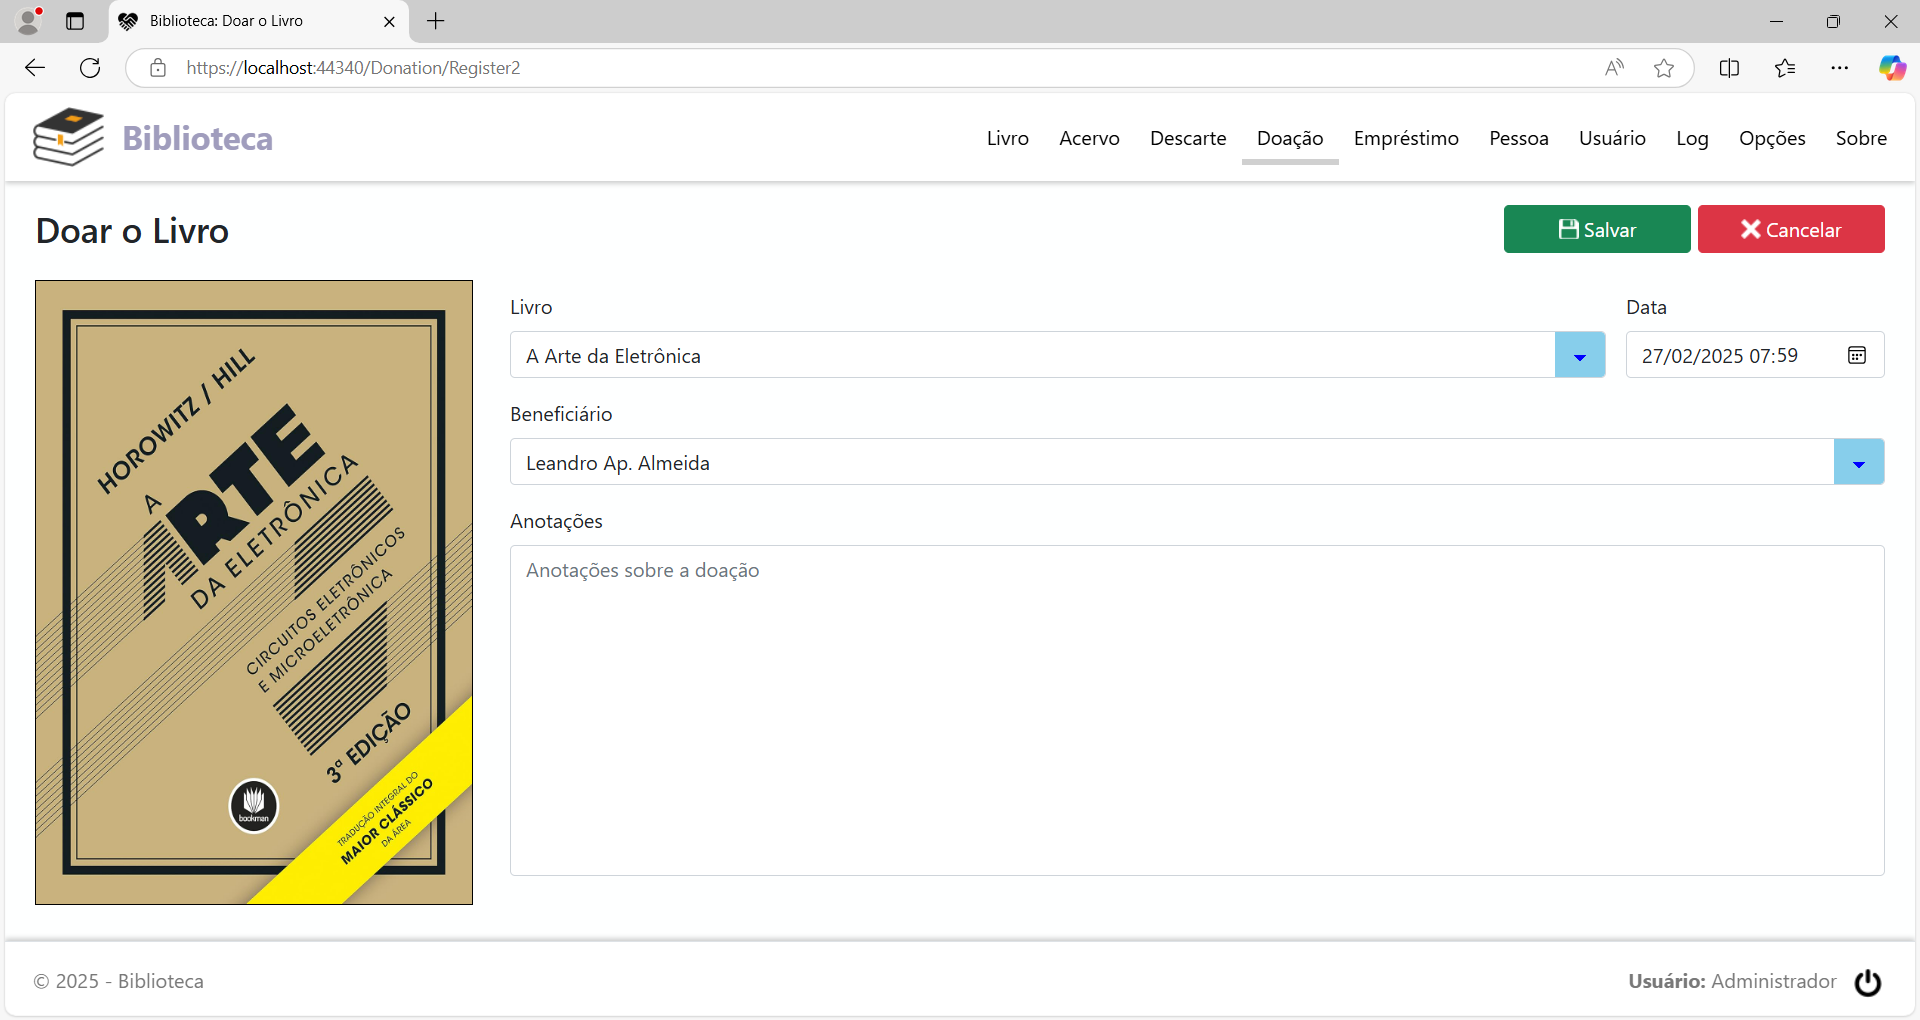 Biblioteca: Doar o Livro
https://localhost:44340/Donation/Register2
Biblioteca
Livro Acervo Descarte Doação Empréstimo Pessoa Usuário Log Opções Sobre
Doar o Livro
Salvar
Cancelar
HOROWITZ / HILL
A
ARTE
DA ELETRÔNICA
CIRCUITOS ELETRÔNICOS
E MICROELETRÔNICA
3ª EDIÇÃO
bookman
TRADUÇÃO INTEGRAL DO
MAIOR CLÁSSICO
DA ÁREA
Livro
A Arte da Eletrônica
Data
27/02/2025 07:59
Beneficiário
Leandro Ap. Almeida
Anotações
Anotações sobre a doação
© 2025 - Biblioteca
Usuário: Administrador